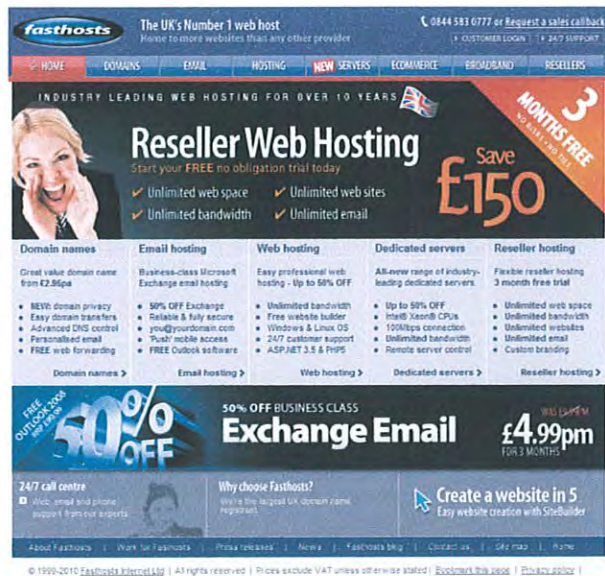 fasthosts
The UK's Number 1 web host
Home to more websites than any other provider
0844 583 0777 or Request a sales callback
CUSTOMER LOGIN
24/7 SUPPORT
HOME
DOMAINS
EMAIL
HOSTING
NEW SERVERS
ECOMMERCE
BROADBAND
RESELLERS
INDUSTRY LEADING WEB HOSTING FOR OVER 10 YEARS
3
MONTHS FREE
NO RISKS • NO TIES
Reseller Web Hosting
Start your FREE no obligation trial today
✓ Unlimited web space
✓ Unlimited web sites
✓ Unlimited bandwidth
✓ Unlimited email
Save
£150
Domain names
Great value domain name
from £2.95pa
• NEW: domain privacy
• Easy domain transfers
• Advanced DNS control
• Personalised email
• FREE web forwarding
Domain names >
Email hosting
Business-class Microsoft
Exchange email hosting
• 50% OFF Exchange
• Reliable & fully secure
• you@yourdomain.com
• 'Push' mobile access
• FREE Outlook software
Email hosting >
Web hosting
Easy professional web
hosting - Up to 50% OFF
• Unlimited bandwidth
• Free website builder
• Windows & Linux OS
• 24/7 customer support
• ASP.NET 3.5 & PHP5
Web hosting >
Dedicated servers
All-new range of industry-
leading dedicated servers.
• Up to 50% OFF
• Intel® Xeon® CPUs
• 100Mbps connection
• Unlimited bandwidth
• Remote server control
Dedicated servers >
Reseller hosting
Flexible reseller hosting
3 month free trial
• Unlimited web space
• Unlimited bandwidth
• Unlimited websites
• Unlimited email
• Custom branding
Reseller hosting >
FREE
OUTLOOK 2008
50%
OFF
50% OFF BUSINESS CLASS
Exchange Email
£4.99pm
FOR 3 MONTHS
24/7 call centre
Web, email and phone
support from our experts
Why choose Fasthosts?
We're the largest UK domain name
registrant
Create a website in 5
Easy website creation with SiteBuilder
About Fasthosts | Work for Fasthosts | Press releases | News | Fasthosts blog | Contact us | Site map | Home
© 1999-2010 Fasthosts Internet Ltd | All rights reserved | Prices exclude VAT unless otherwise stated | Bookmark this page | Privacy policy |